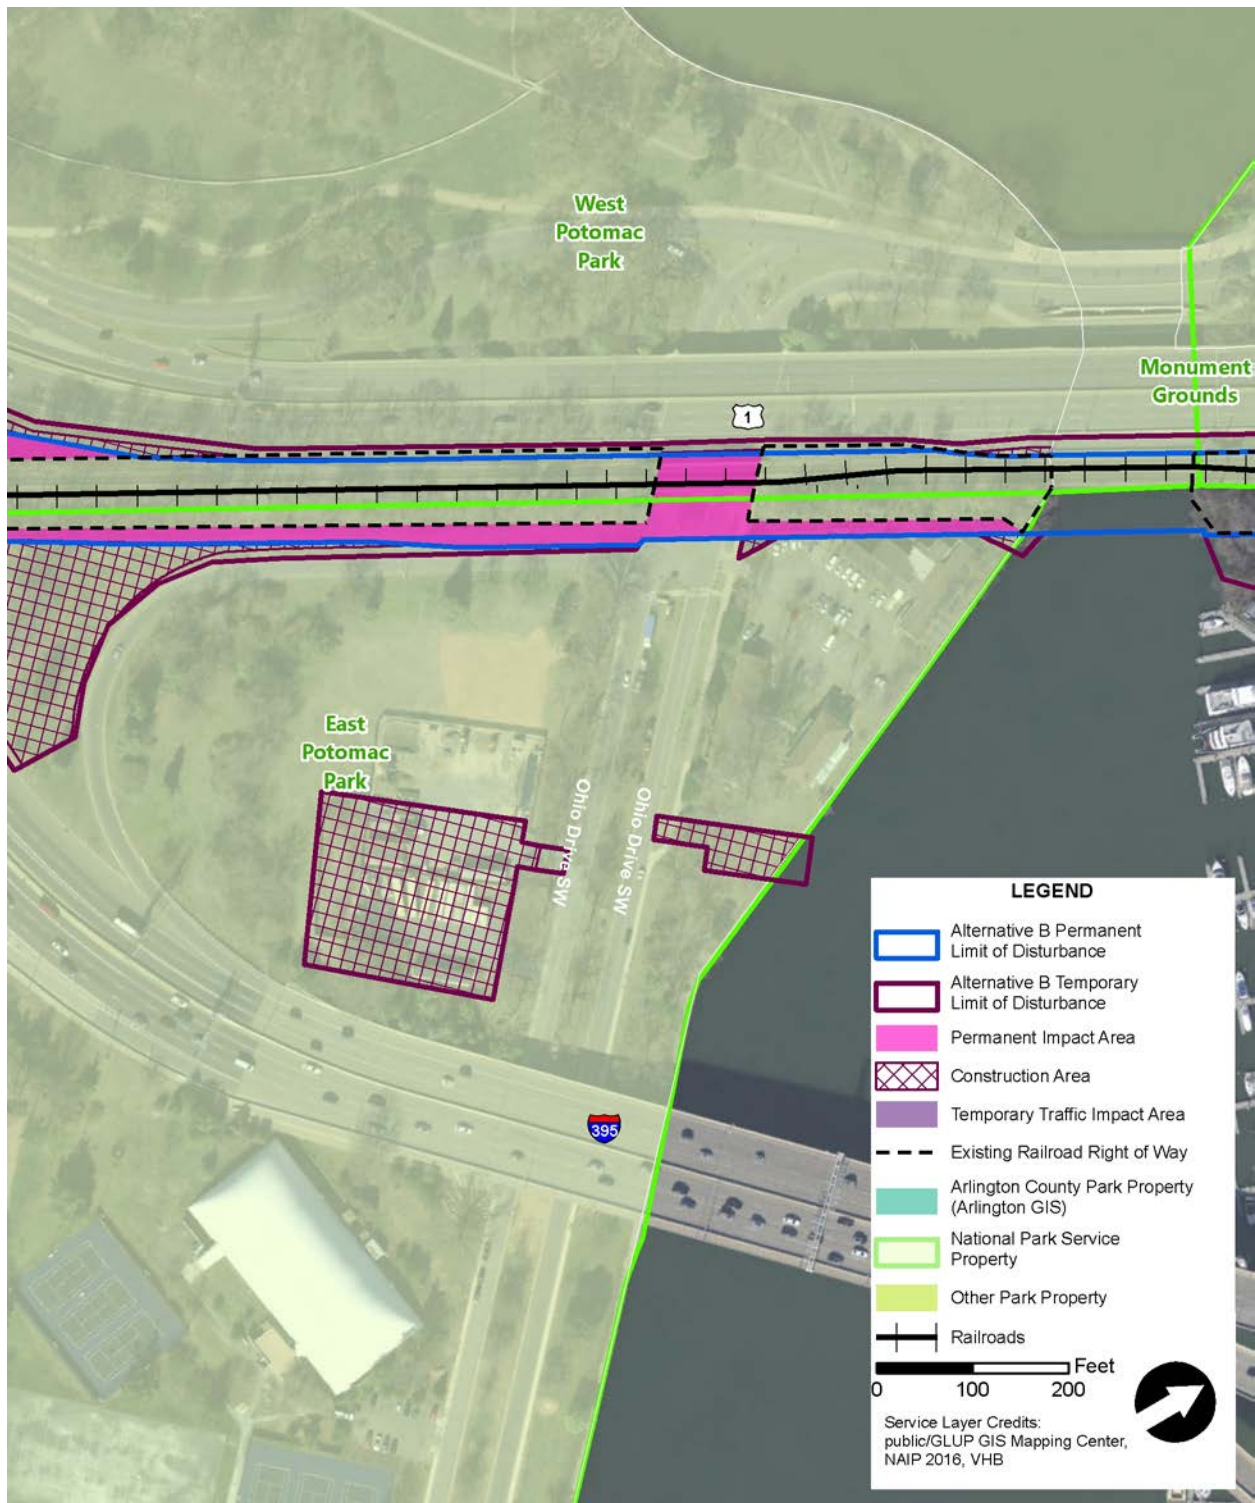 West
Potomac
Park
Monument
Grounds
1
East
Potomac
Park
Ohio Drive SW
Ohio Drive SW
395
LEGEND
Alternative B Permanent
Limit of Disturbance
Alternative B Temporary
Limit of Disturbance
Permanent Impact Area
Construction Area
Temporary Traffic Impact Area
Existing Railroad Right of Way
Arlington County Park Property
(Arlington GIS)
National Park Service
Property
Other Park Property
Railroads
Feet
0 100 200
Service Layer Credits:
public/GLUP GIS Mapping Center,
NAIP 2016, VHB